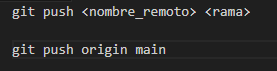 git push <nombre_remoto> <rama>
git push origin main